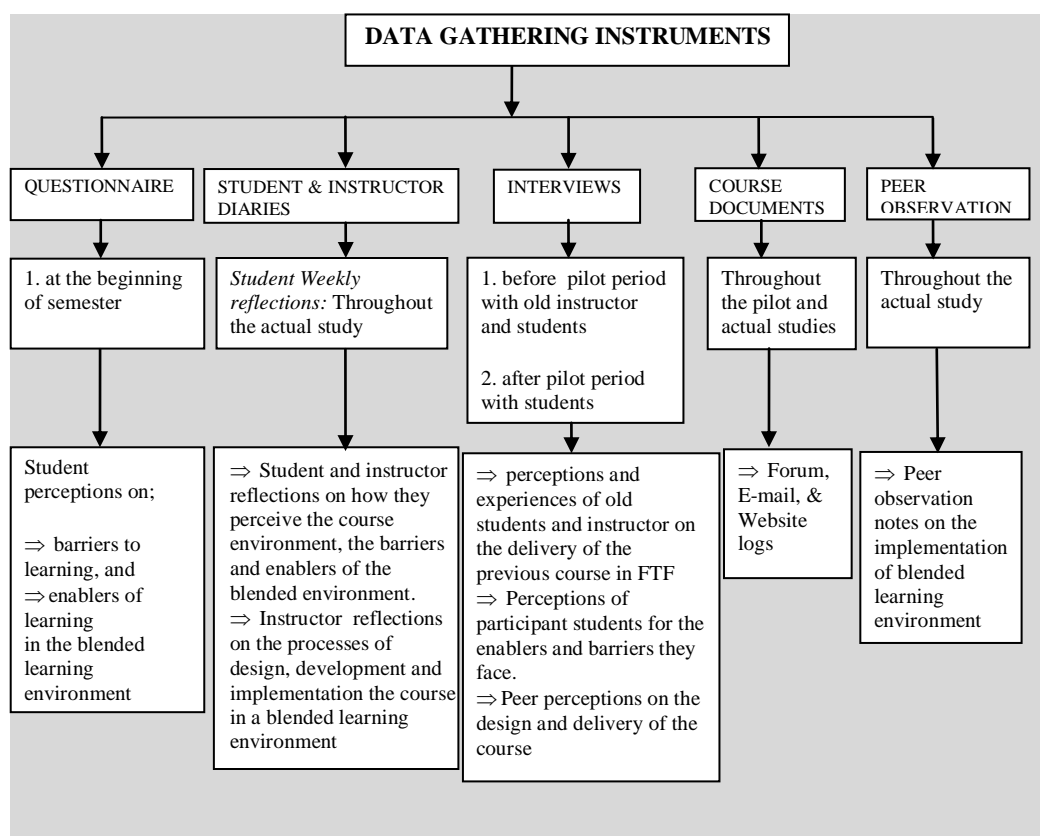 DATA GATHERING INSTRUMENTS
QUESTIONNAIRE
STUDENT & INSTRUCTOR
DIARIES
INTERVIEWS
COURSE
DOCUMENTS
PEER
OBSERVATION
1. at the beginning
of semester
Student Weekly
reflections: Throughout
the actual study
1. before pilot period
with old instructor
and students
2. after pilot period
with students
Throughout
the pilot and
actual studies
Throughout the
actual study
Student
perceptions on;
⇒ barriers to
learning, and
⇒ enablers of
learning
in the blended
learning
environment
⇒ Student and instructor
reflections on how they
perceive the course
environment, the barriers
and enablers of the
blended environment.
⇒ Instructor reflections
on the processes of
design, development and
implementation the course
in a blended learning
environment
⇒ perceptions and
experiences of old
students and instructor on
the delivery of the
previous course in FTF
⇒ Perceptions of
participant students for the
enablers and barriers they
face.
⇒ Peer perceptions on the
design and delivery of the
course
⇒ Forum,
E-mail, &
Website
logs
⇒ Peer
observation
notes on the
implementation
of blended
learning
environment